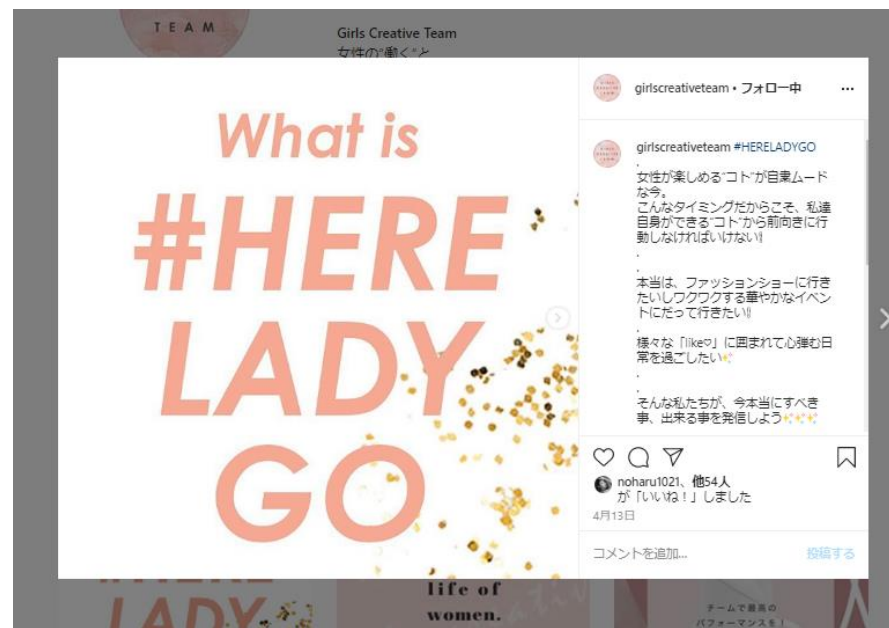 TEAM
Girls Creative Team
女性の“働く”と
What is
#HERE
LADY
GO
girlscreativeteam • フォロー中
girlscreativeteam #HERELADYGO
.
女性が楽しめる“コト”が自粛ムード
な今。
こんなタイミングだからこそ、私達
自身ができる“コト”から前向きに行
動しなければいけない‼
.
.
本当は、ファッションショーに行き
たいしワクワクする華やかなイベン
トにだって行きたい‼
.
様々な「like♡」に囲まれて心弾む日
常を過ごしたい✨
.
.
そんな私たちが、今本当にすべき
事、出来る事を発信しよう✨✨✨
noharu1021、他54人
が「いいね！」しました
4月13日
コメントを追加...
投稿する
LADY
life of
women.
チームで最高の
パフォーマンスを！